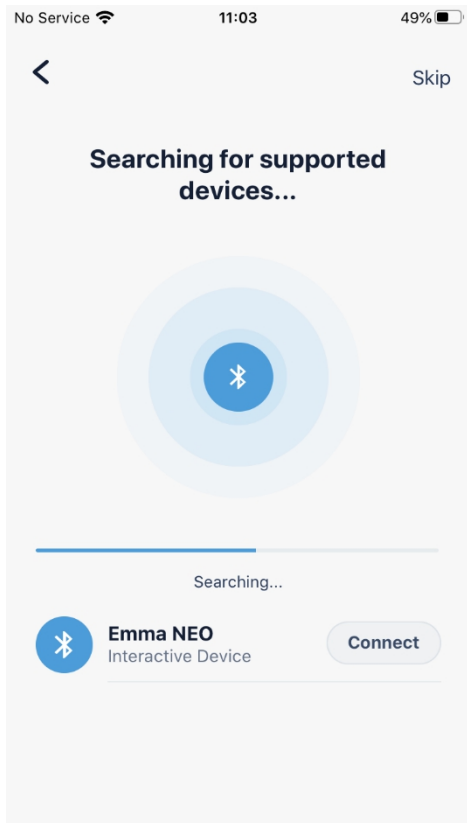 No Service 11:03 49%
Skip
Searching for supported
devices...
Searching...
Emma NEO
Interactive Device
Connect